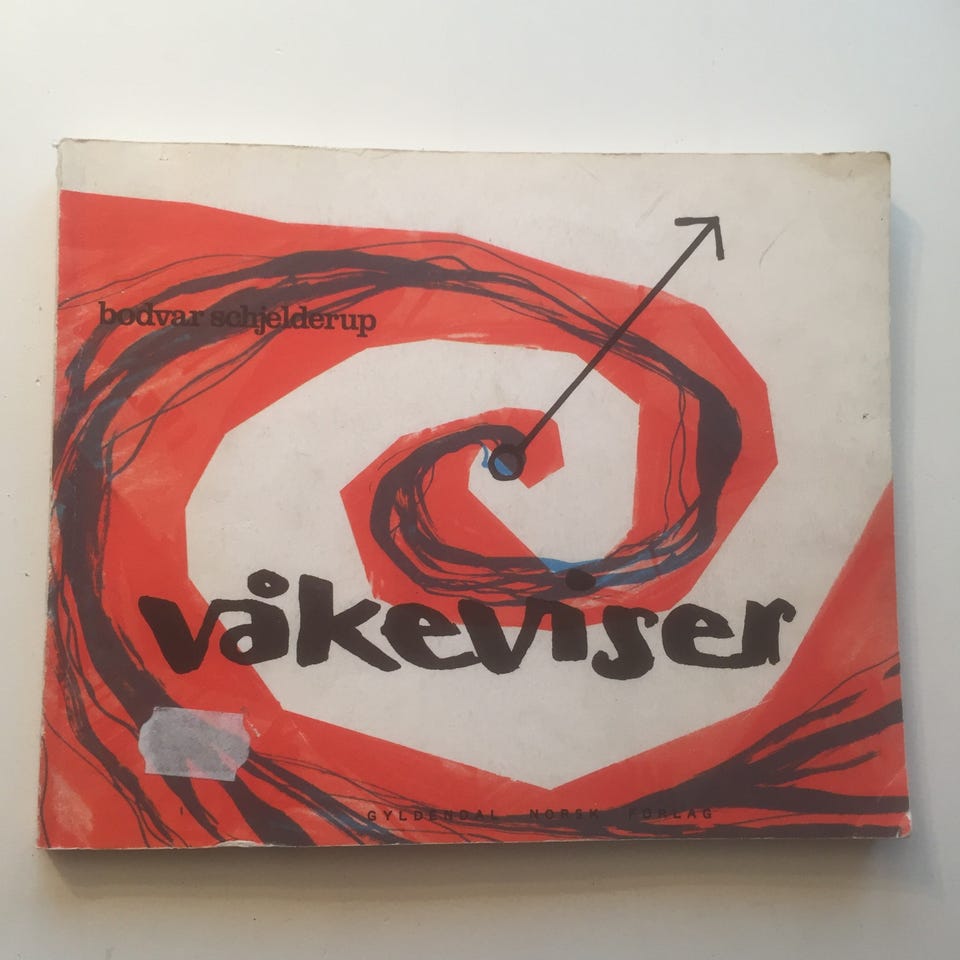 bodvar schjelderup
våkeviser
GYLDENDAL NORSK FORLAG